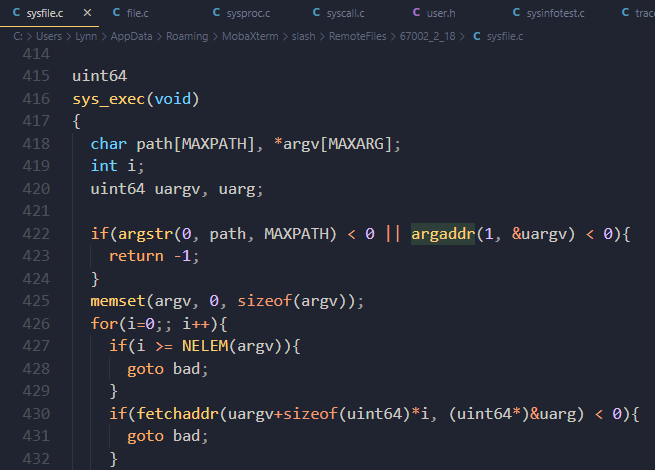 C sysfile.c × C file.c C sysproc.c C syscall.c C user.h C sysinfotest.c C trac
C: > Users > Lynn > AppData > Roaming > MobaXterm > slash > RemoteFiles > 67002_2_18 > C sysfile.c
414
415 uint64
416 sys_exec(void)
417 {
418 char path[MAXPATH], *argv[MAXARG];
419 int i;
420 uint64 uargv, uarg;
421
422 if(argstr(0, path, MAXPATH) < 0 || argaddr(1, &uargv) < 0){
423 return -1;
424 }
425 memset(argv, 0, sizeof(argv));
426 for(i=0;; i++){
427 if(i >= NELEM(argv)){
428 goto bad;
429 }
430 if(fetchaddr(uargv+sizeof(uint64)*i, (uint64*)&uarg) < 0){
431 goto bad;
432 }